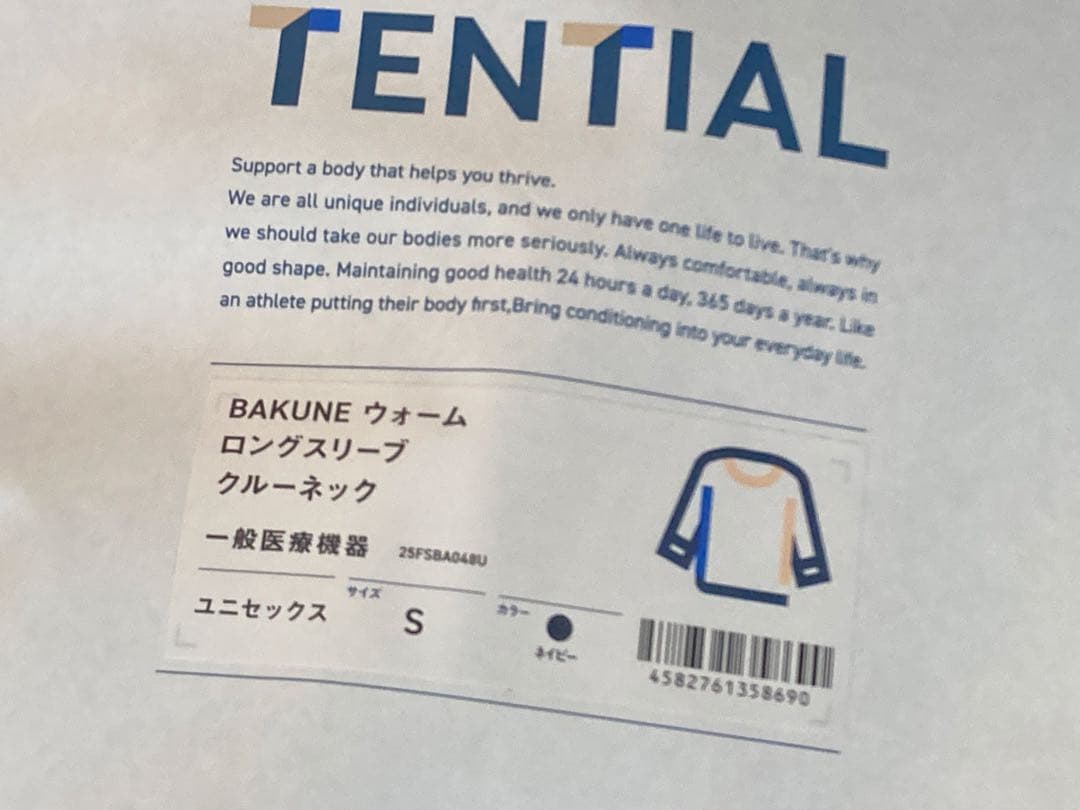 TENTIAL
Support a body that helps you thrive.
We are all unique individuals, and we only have one life to live. That's why
we should take our bodies more seriously. Always comfortable, always in
good shape. Maintaining good health 24 hours a day, 365 days a year. Like
an athlete putting their body first,Bring conditioning into your everyday life.
BAKUNE ウォーム
ロングスリーブ
クルーネック
一般医療機器 25FSBA048U
ユニセックス
サイズ
S
カラー
ネイビー
4582761358690